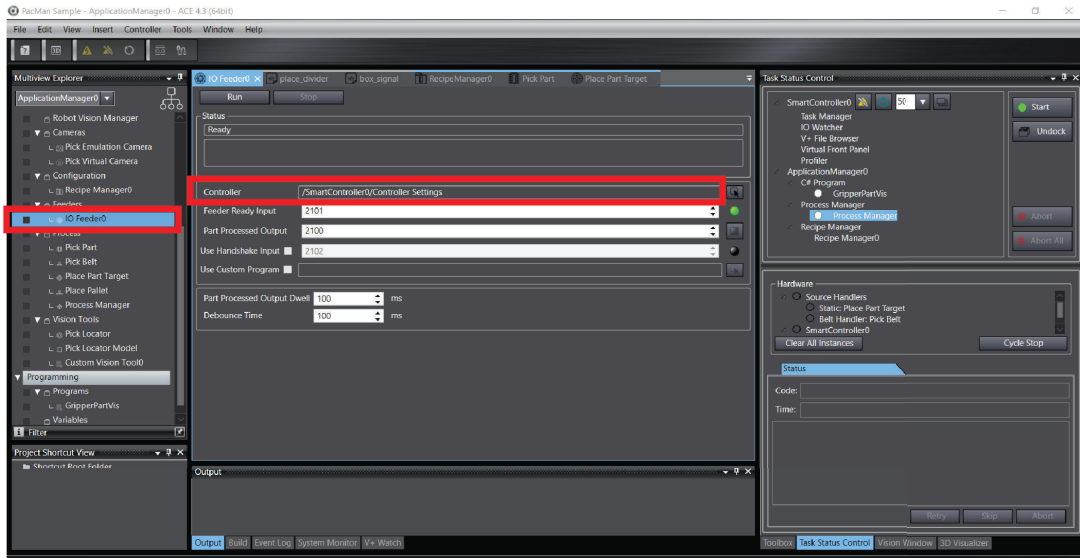 PacMan Sample - ApplicationManager0 - ACE 4.3 (64bit)
File Edit View Insert Controller Tools Window Help
Multiview Explorer
ApplicationManager0
Robot Vision Manager
Cameras
Pick Emulation Camera
Pick Virtual Camera
Configuration
Recipe Manager0
Feeders
IO Feeder0
Process
Pick Part
Pick Belt
Place Part Target
Place Pallet
Process Manager
Vision Tools
Pick Locator
Pick Locator Model
Custom Vision Tool0
Programming
Programs
GripperPartVis
Variables
Filter
Project Shortcut View
Shortcut Root Folder
IO Feeder0 place_divider box_signal RecipeManager0 Pick Part Place Part Target
Run Stop
Status
Ready
Controller /SmartController0/Controller Settings
Feeder Ready Input 2101
Part Processed Output 2100
Use Handshake Input 2102
Use Custom Program
Part Processed Output Dwell 100 ms
Debounce Time 100 ms
Output
Output Build Event Log System Monitor V+ Watch
Task Status Control
SmartController0 50
Task Manager
IO Watcher
V+ File Browser
Virtual Front Panel
Profiler
ApplicationManager0
C# Program
GripperPartVis
Process Manager
Process Manager
Recipe Manager
Recipe Manager0
Start
Undock
Abort
Abort All
Hardware
Source Handlers
Static: Place Part Target
Belt Handler: Pick Belt
SmartController0
Clear All Instances Cycle Stop
Status
Code:
Time:
Retry Skip Abort
Toolbox Task Status Control Vision Window 3D Visualizer